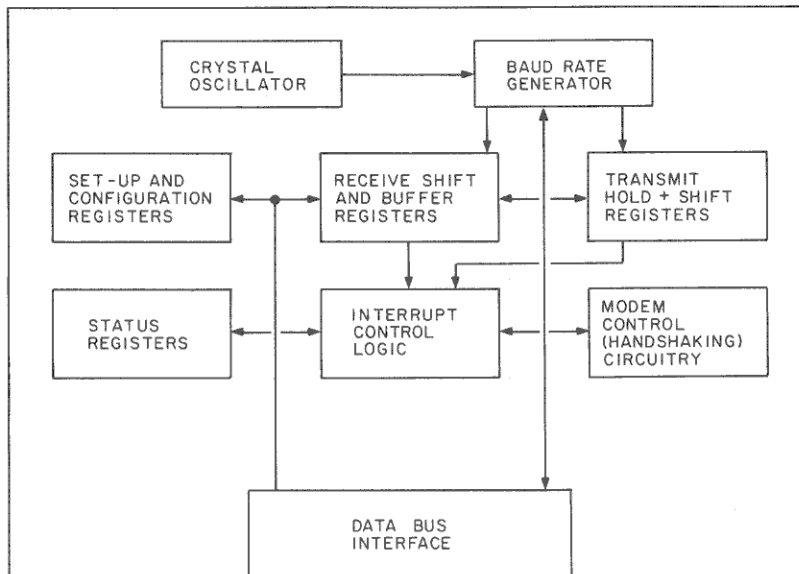 CRYSTAL
OSCILLATOR
BAUD RATE
GENERATOR
SET-UP AND
CONFIGURATION
REGISTERS
RECEIVE SHIFT
AND BUFFER
REGISTERS
TRANSMIT
HOLD + SHIFT
REGISTERS
STATUS
REGISTERS
INTERRUPT
CONTROL
LOGIC
MODEM
CONTROL
(HANDSHAKING)
CIRCUITRY
DATA BUS
INTERFACE